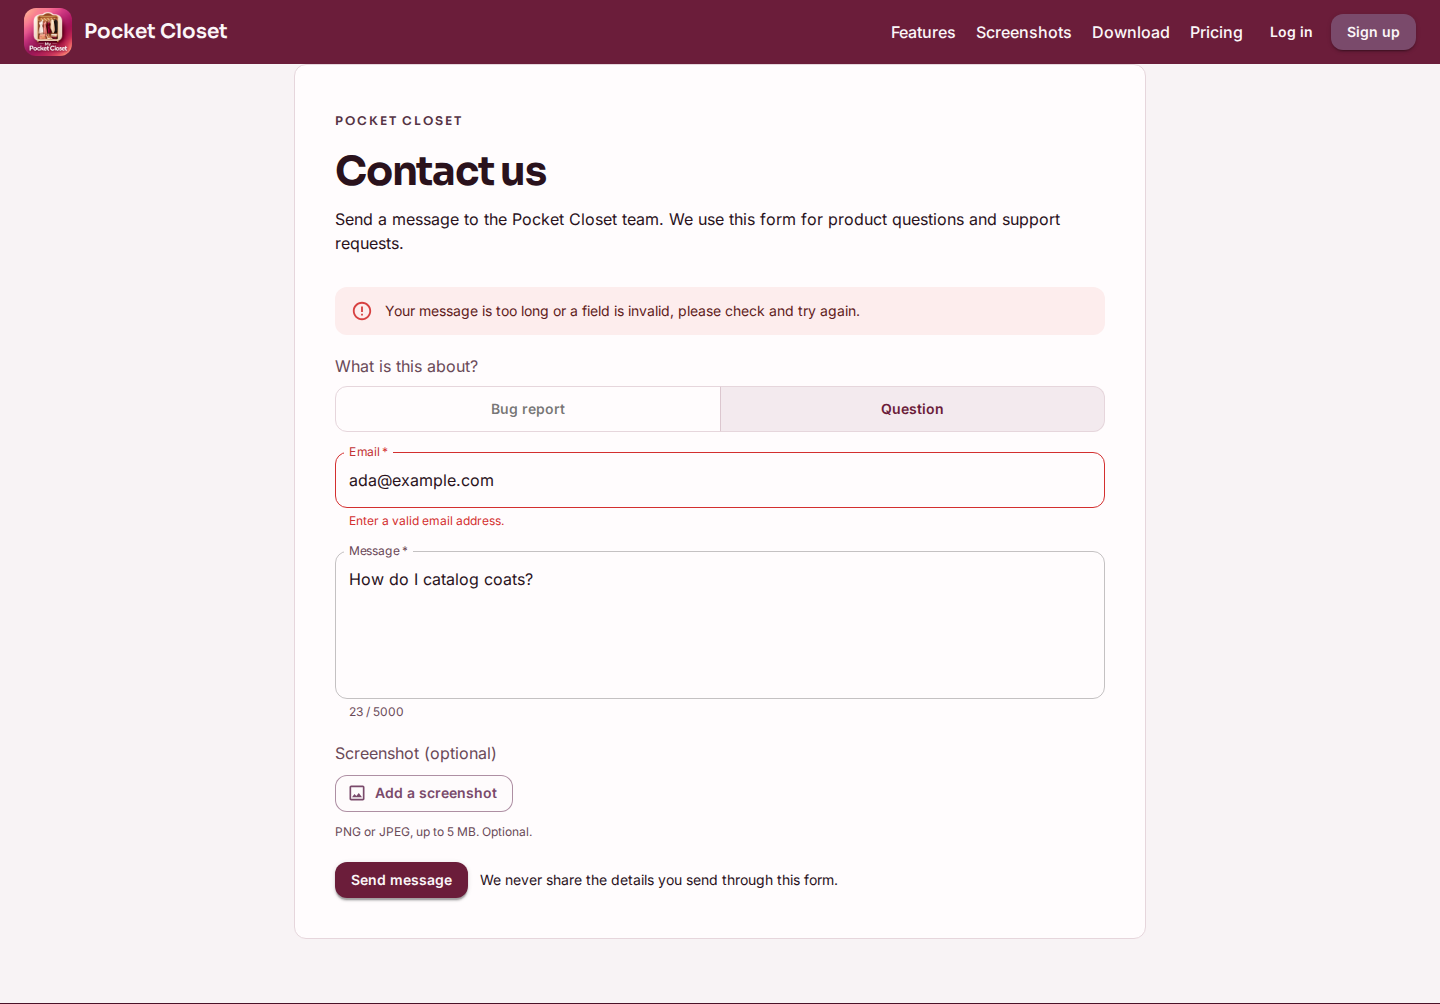 Pocket Closet
Pocket Closet
Features
Screenshots
Download
Pricing
Log in
Sign up
POCKET CLOSET
Contact us
Send a message to the Pocket Closet team. We use this form for product questions and support
requests.
Your message is too long or a field is invalid, please check and try again.
What is this about?
Bug report
Question
Email *
ada@example.com
Enter a valid email address.
Message *
How do I catalog coats?
23 / 5000
Screenshot (optional)
Add a screenshot
PNG or JPEG, up to 5 MB. Optional.
Send message
We never share the details you send through this form.